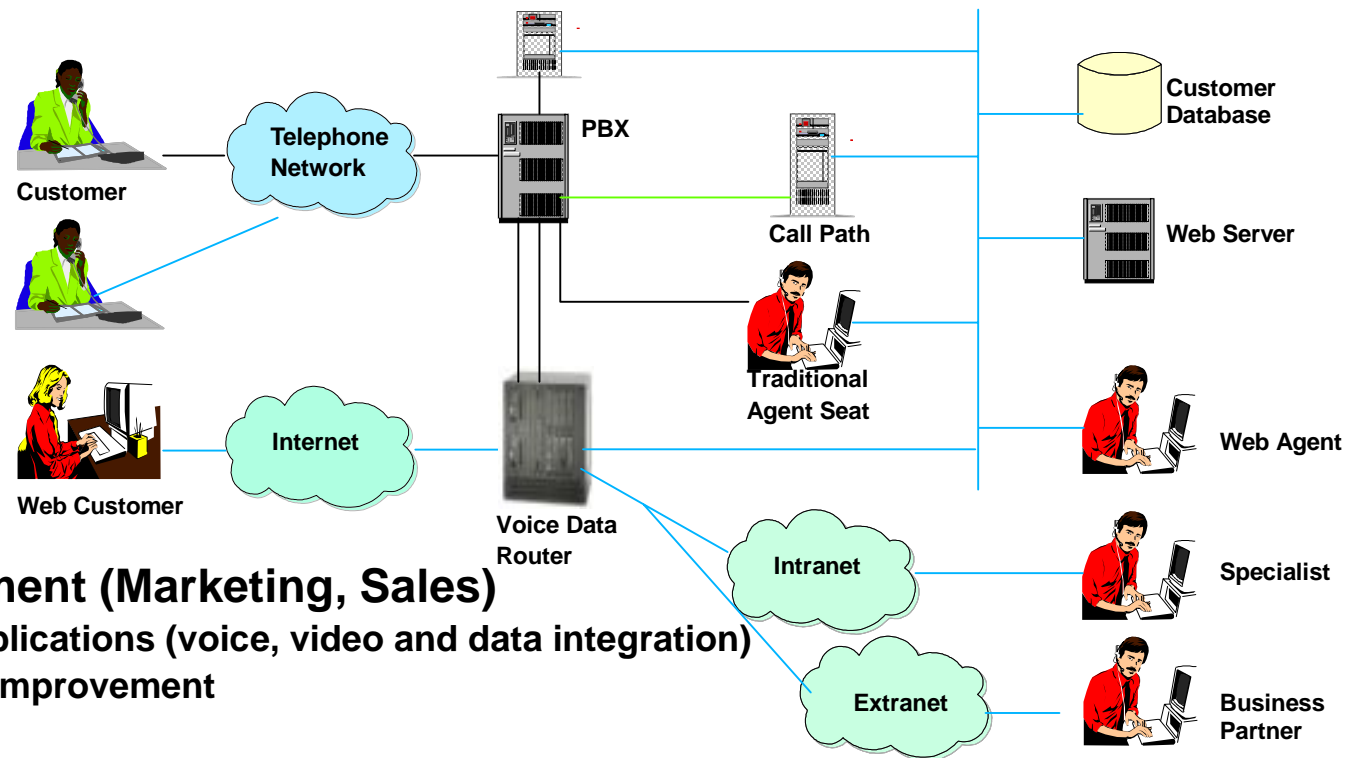 PBX
Customer
Database
Telephone
Network
Customer
Call Path
Web Server
Traditional
Agent Seat
Internet
Web Agent
Web Customer
Voice Data
Router
Intranet
Specialist
ment (Marketing, Sales)
plications (voice, video and data integration)
mprovement
Extranet
Business
Partner